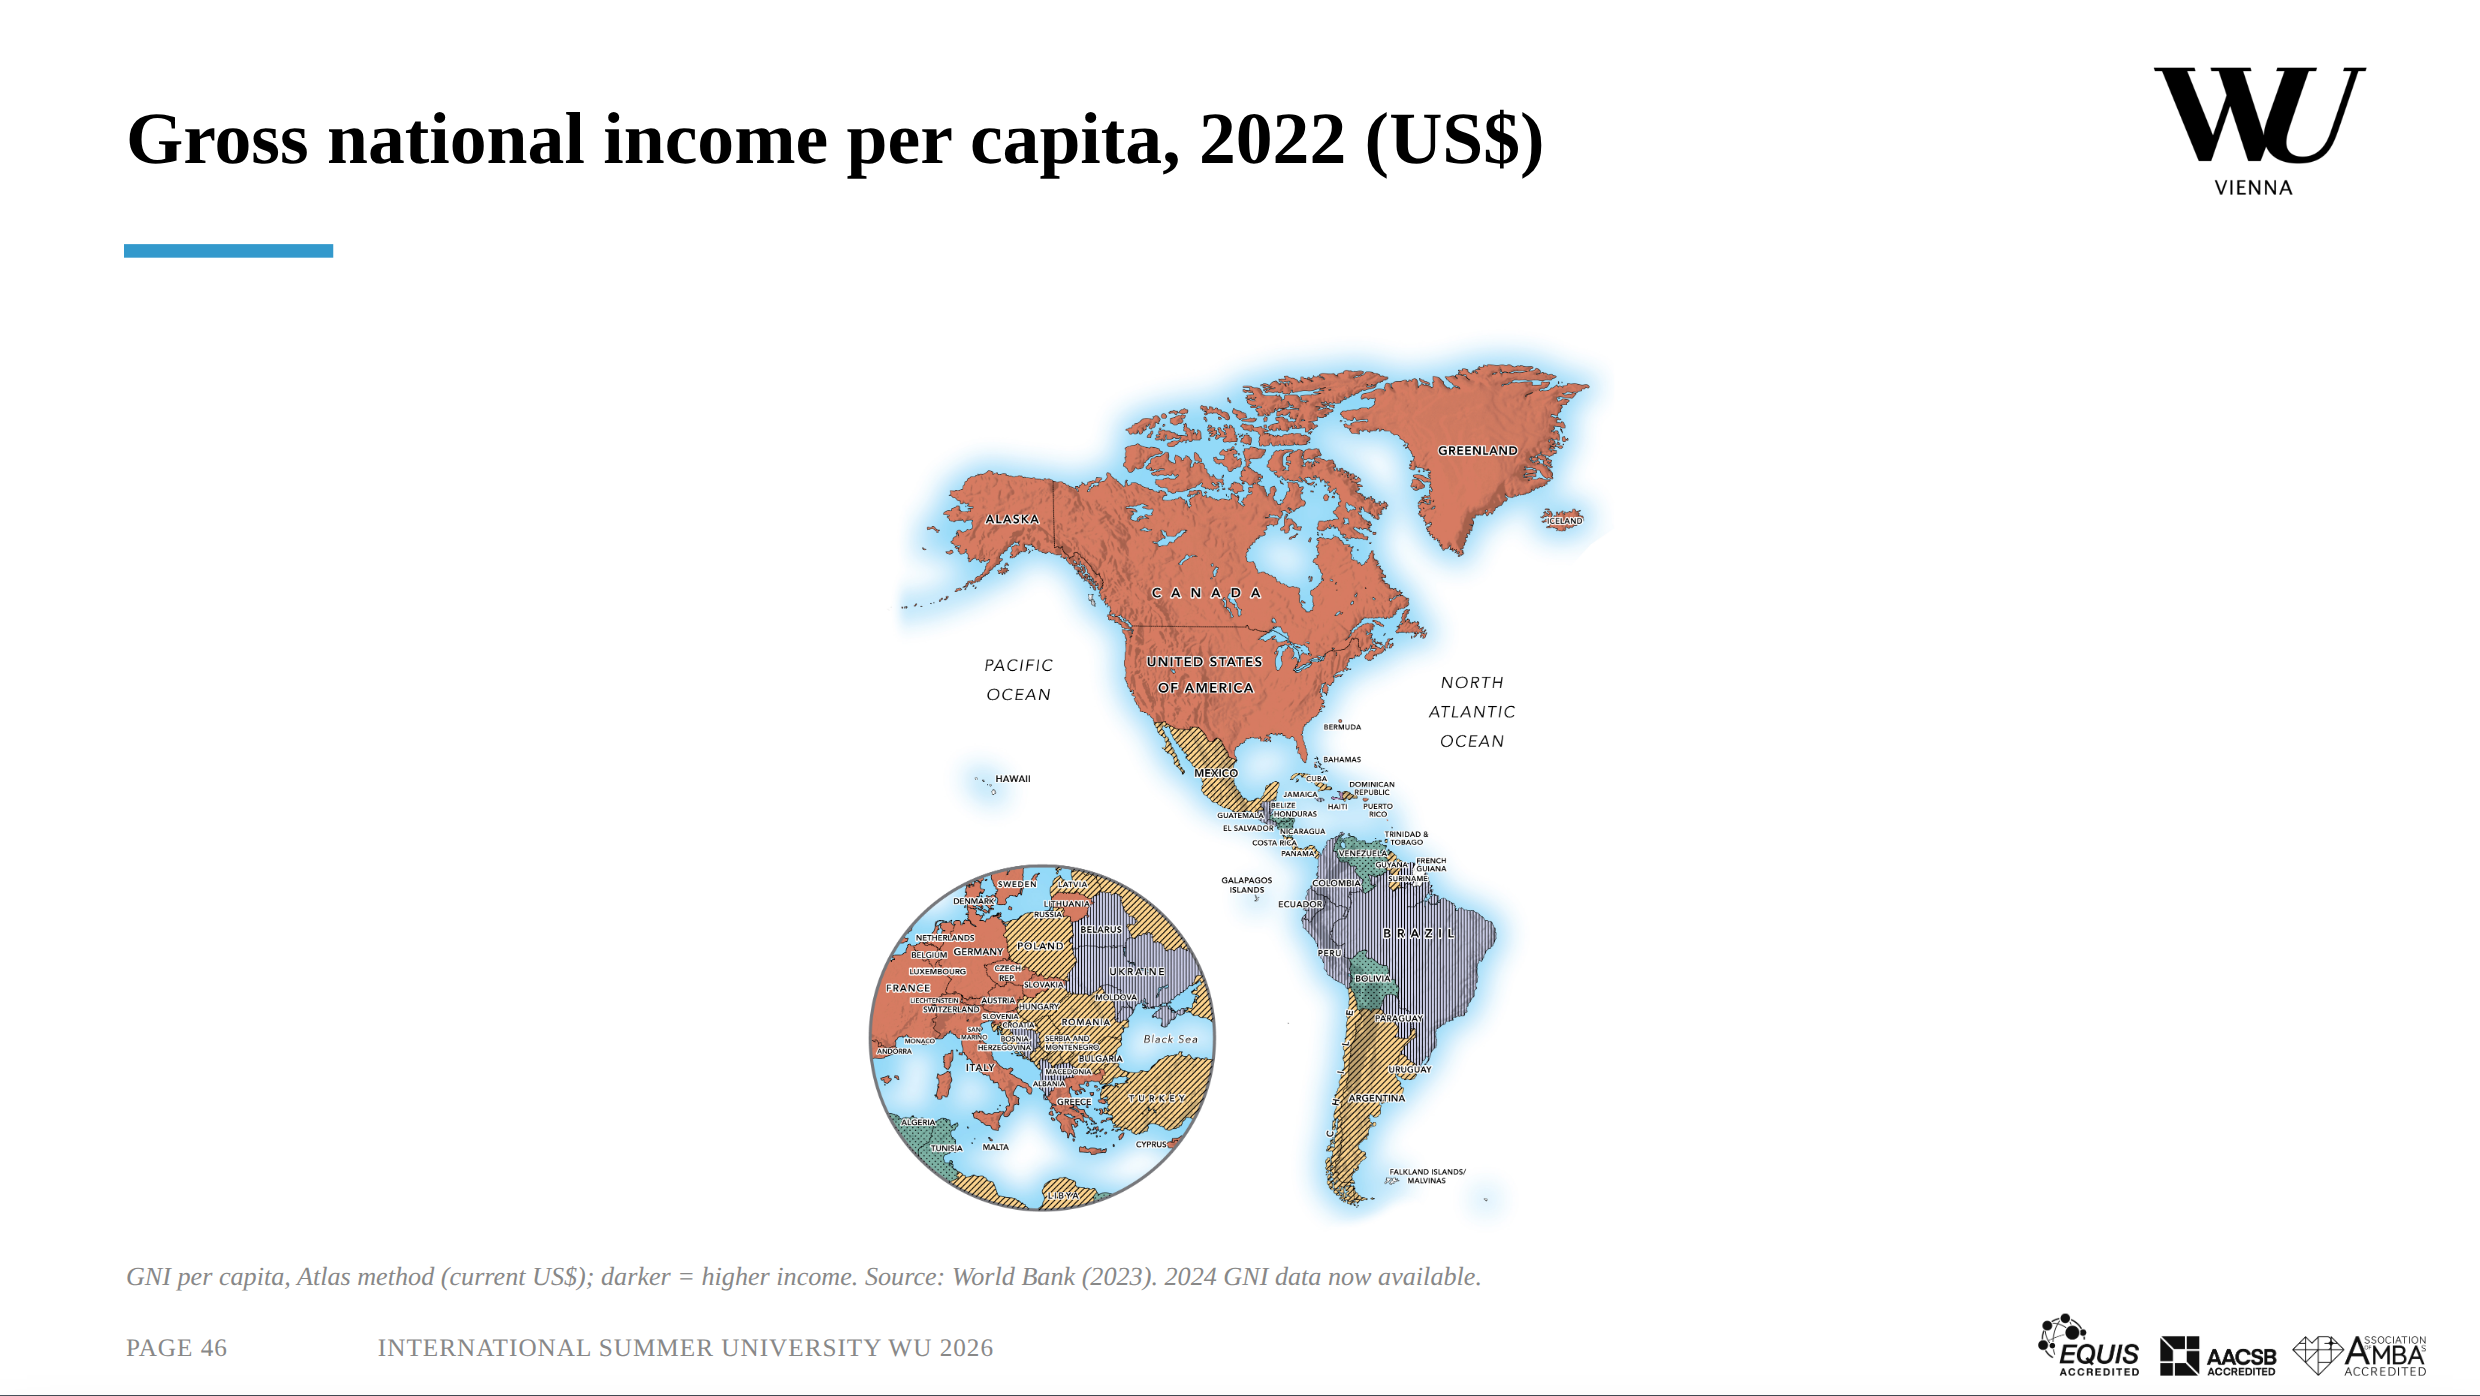 Gross national income per capita, 2022 (US$)
WU
VIENNA
GREENLAND
ICELAND
ALASKA
CANADA
UNITED STATES
OF AMERICA
PACIFIC
OCEAN
NORTH
ATLANTIC
OCEAN
BERMUDA
BAHAMAS
HAWAII
MEXICO
CUBA
DOMINICAN
REPUBLIC
JAMAICA
HAITI
PUERTO
RICO
BELIZE
HONDURAS
GUATEMALA
EL SALVADOR
NICARAGUA
COSTA RICA
PANAMA
TRINIDAD &
TOBAGO
VENEZUELA
GUYANA
FRENCH
GUIANA
SURINAME
COLOMBIA
GALAPAGOS
ISLANDS
ECUADOR
BRAZIL
PERU
BOLIVIA
PARAGUAY
CHILE
URUGUAY
ARGENTINA
FALKLAND ISLANDS/
MALVINAS
SWEDEN
LATVIA
DENMARK
LITHUANIA
RUSSIA
BELARUS
NETHERLANDS
POLAND
BELGIUM
GERMANY
LUXEMBOURG
CZECH
REP.
UKRAINE
SLOVAKIA
FRANCE
LIECHTENSTEIN
AUSTRIA
MOLDOVA
SWITZERLAND
HUNGARY
SLOVENIA
CROATIA
ROMANIA
SAN
MARINO
BOSNIA
HERZEGOVINA
SERBIA AND
MONTENEGRO
Black Sea
MONACO
ANDORRA
BULGARIA
ITALY
MACEDONIA
ALBANIA
GREECE
TURKEY
ALGERIA
TUNISIA
MALTA
CYPRUS
LIBYA
GNI per capita, Atlas method (current US$); darker = higher income. Source: World Bank (2023). 2024 GNI data now available.
PAGE 46
INTERNATIONAL SUMMER UNIVERSITY WU 2026
EQUIS
ACCREDITED
AACSB
ACCREDITED
ASSOCIATION
OF
AMBAs
ACCREDITED